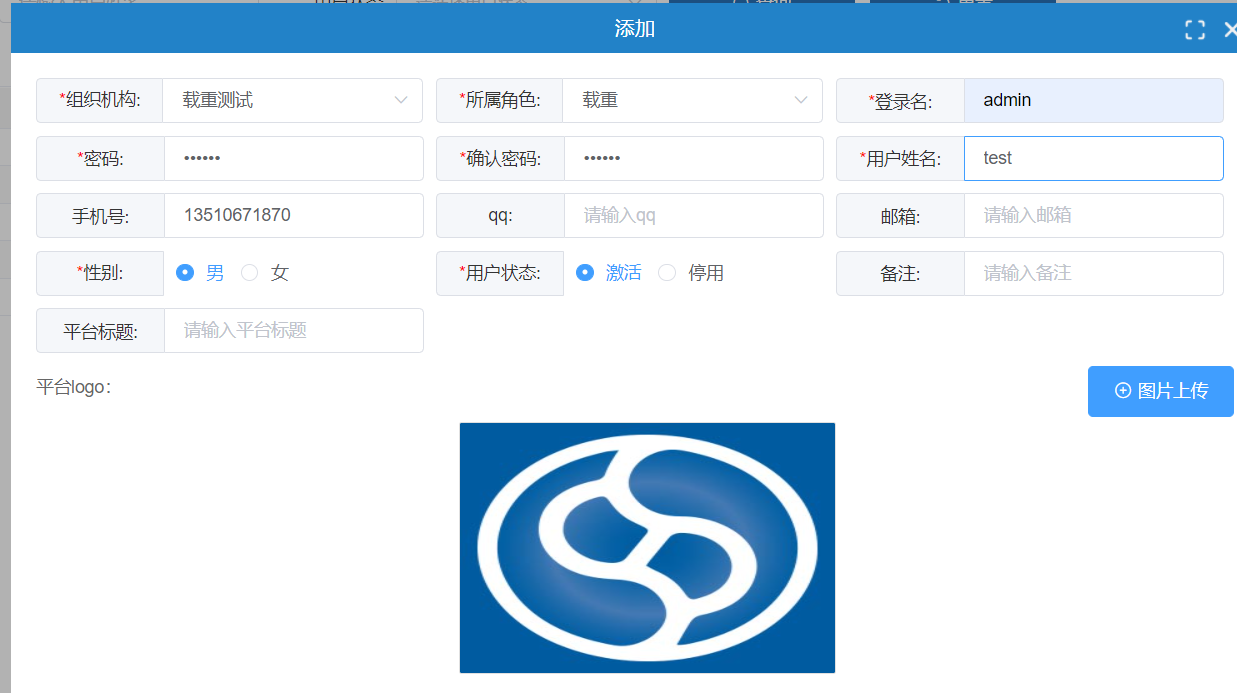 添加
*组织机构: 载重测试 *所属角色: 载重 *登录名: admin
*密码: •••••• *确认密码: •••••• *用户姓名: test
手机号: 13510671870 qq: 请输入qq 邮箱: 请输入邮箱
*性别: 男 女 *用户状态: 激活 停用 备注: 请输入备注
平台标题: 请输入平台标题
平台logo: 图片上传